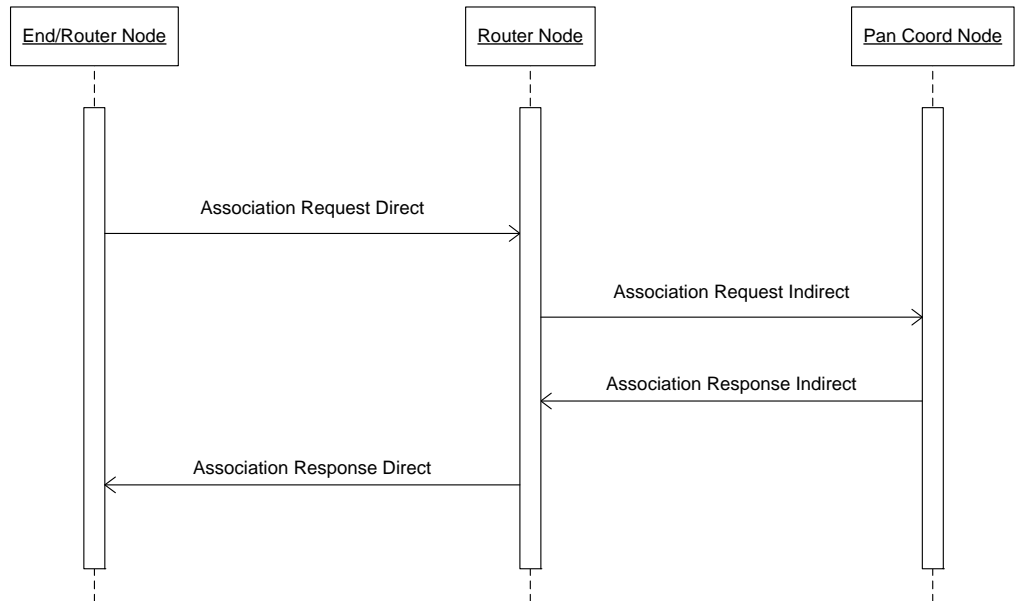 End/Router Node
Router Node
Pan Coord Node
Association Request Direct
Association Request Indirect
Association Response Indirect
Association Response Direct